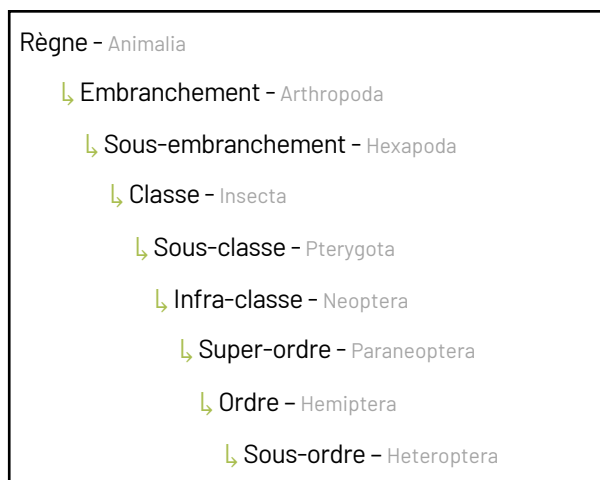 Règne - Animalia
Embranchement - Arthropoda
Sous-embranchement - Hexapoda
Classe - Insecta
Sous-classe - Pterygota
Infra-classe - Neoptera
Super-ordre - Paraneoptera
Ordre – Hemiptera
Sous-ordre – Heteroptera